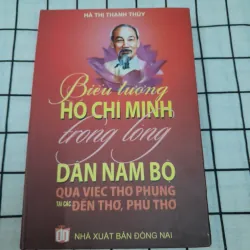 HÀ THỊ THANH THỦY
Biểu tượng
HỒ CHÍ MINH
trong lòng
DÂN NAM BỘ
QUA VIỆC THỜ PHỤNG
TẠI CÁC ĐỀN THỜ, PHỦ THỜ
NHÀ XUẤT BẢN ĐỒNG NAI